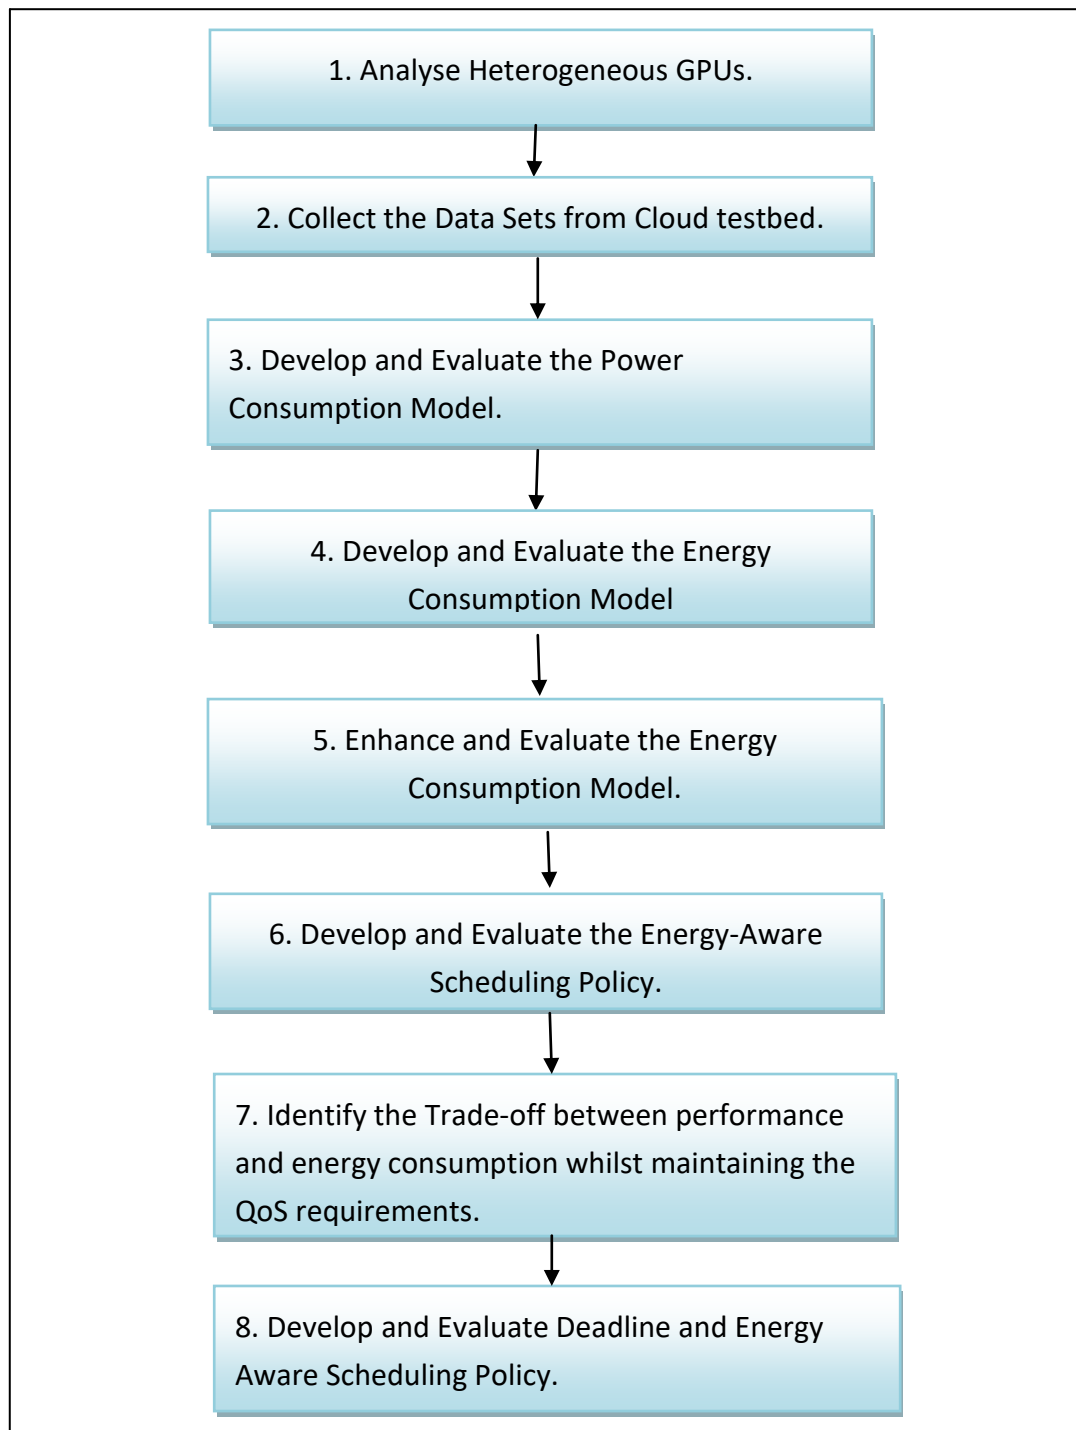 1. Analyse Heterogeneous GPUs.
2. Collect the Data Sets from Cloud testbed.
3. Develop and Evaluate the Power
Consumption Model.
4. Develop and Evaluate the Energy
Consumption Model
5. Enhance and Evaluate the Energy
Consumption Model.
6. Develop and Evaluate the Energy-Aware
Scheduling Policy.
7. Identify the Trade-off between performance
and energy consumption whilst maintaining the
QoS requirements.
8. Develop and Evaluate Deadline and Energy
Aware Scheduling Policy.